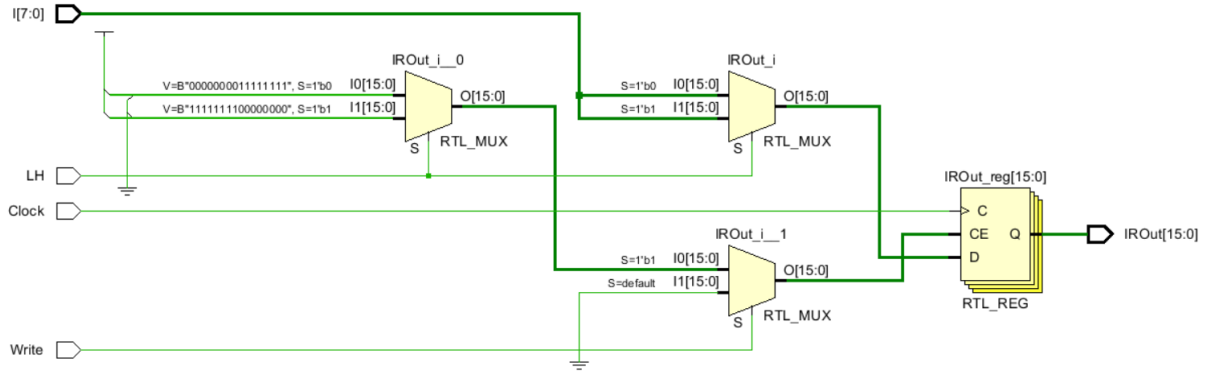 I[7:0]
IROut_i__0
IROut_i
V=B"0000000011111111", S=1'b0
I0[15:0]
O[15:0]
V=B"1111111100000000", S=1'b1
I1[15:0]
S
RTL_MUX
S=1'b0
I0[15:0]
O[15:0]
S=1'b1
I1[15:0]
S
RTL_MUX
LH
IROut_reg[15:0]
Clock
C
CE
Q
IROut[15:0]
D
RTL_REG
IROut_i__1
S=1'b1
I0[15:0]
O[15:0]
S=default
I1[15:0]
S
RTL_MUX
Write